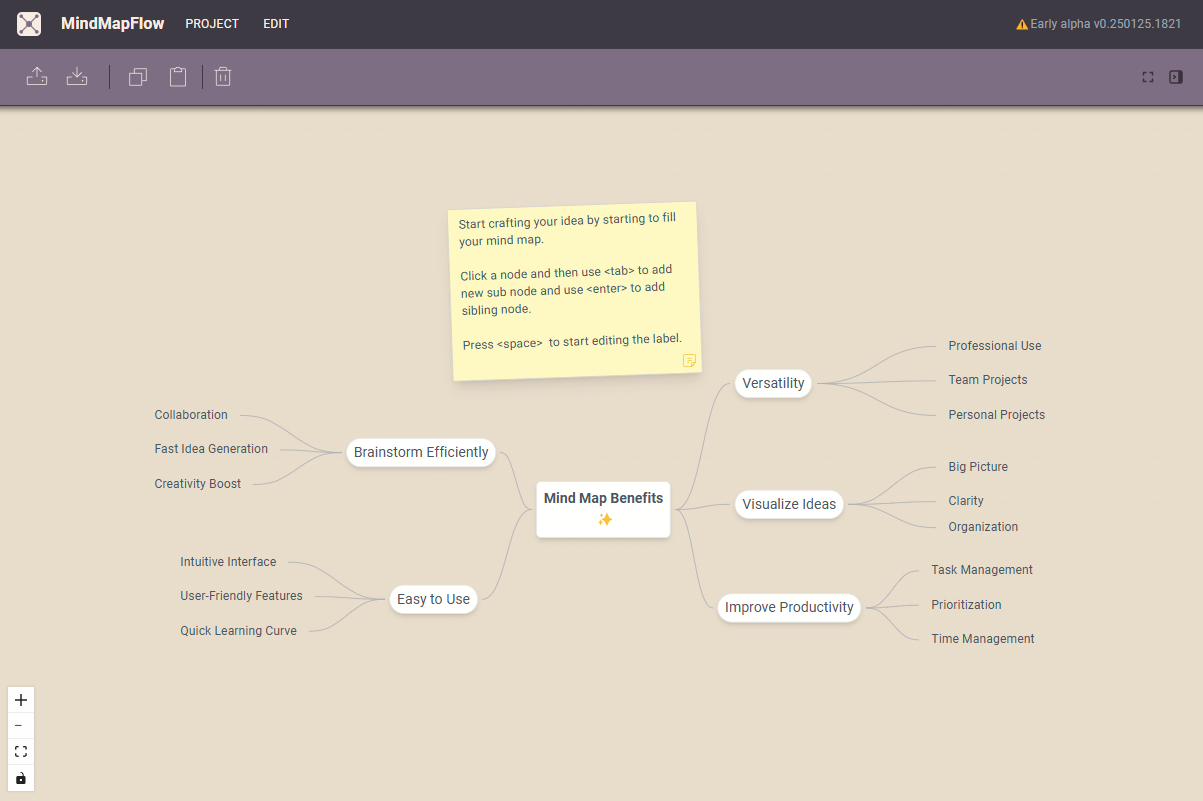 MindMapFlow PROJECT EDIT
Early alpha v0.250125.1821
Start crafting your idea by starting to fill
your mind map.
Click a node and then use <tab> to add
new sub node and use <enter> to add
sibling node.
Press <space> to start editing the label.
Collaboration
Fast Idea Generation
Creativity Boost
Brainstorm Efficiently
Intuitive Interface
User-Friendly Features
Quick Learning Curve
Easy to Use
Mind Map Benefits
✨
Versatility
Professional Use
Team Projects
Personal Projects
Visualize Ideas
Big Picture
Clarity
Organization
Improve Productivity
Task Management
Prioritization
Time Management